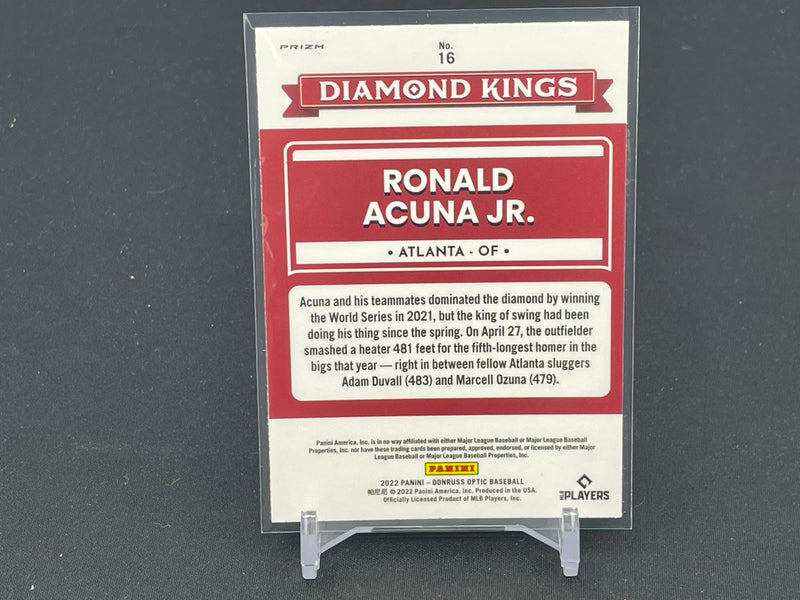 PRIZM
No.
16
DIAMOND KINGS
RONALD
ACUNA JR.
• ATLANTA - OF •
Acuna and his teammates dominated the diamond by winning
the World Series in 2021, but the king of swing had been
doing his thing since the spring. On April 27, the outfielder
smashed a heater 481 feet for the fifth-longest homer in the
bigs that year — right in between fellow Atlanta sluggers
Adam Duvall (483) and Marcell Ozuna (479).
Panini America, Inc. is in no way affiliated with either Major League Baseball or Major League Baseball
Properties, Inc. nor have these trading cards been prepared, approved, endorsed, or licensed by either Major
League Baseball or Major League Baseball Properties, Inc.
PANINI
2022 PANINI – DONRUSS OPTIC BASEBALL
帕尼尼 © 2022 Panini America, Inc. Produced in the USA.
Officially Licensed Product of MLB Players, Inc.
MLB PLAYERS